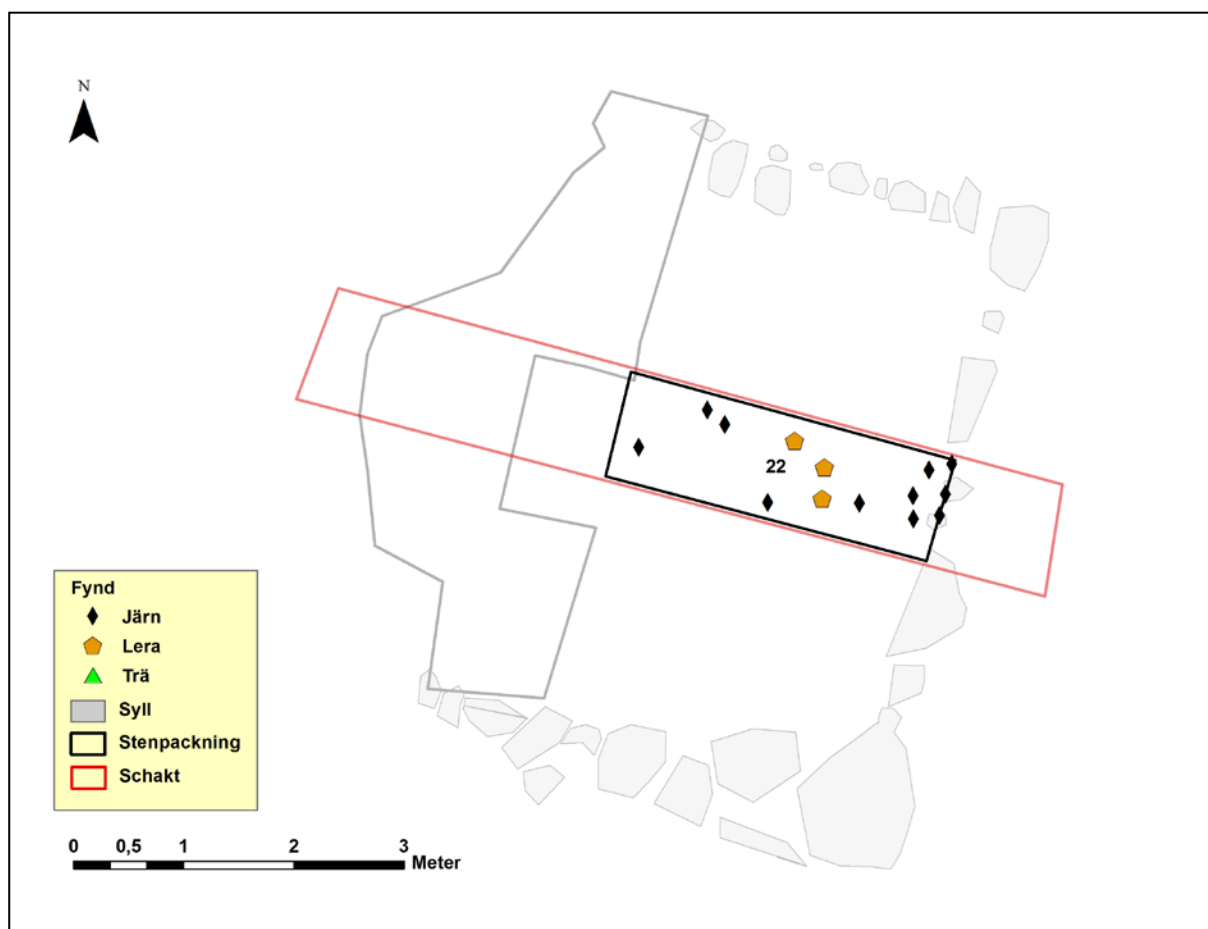 N
22
Fynd
Järn
Lera
Trä
Syll
Stenpackning
Schakt
0 0,5 1 2 3
Meter